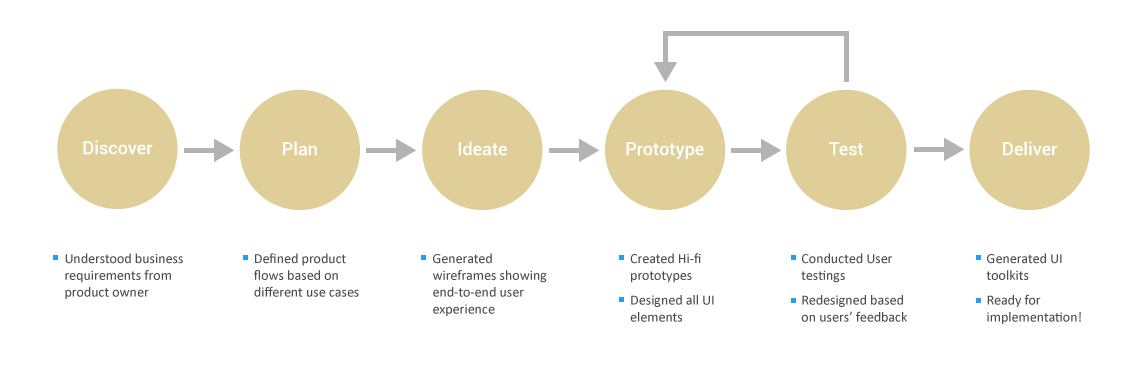 Discover
Plan
Ideate
Prototype
Test
Deliver
Understood business
requirements from
product owner
Defined product
flows based on
different use cases
Generated
wireframes showing
end-to-end user
experience
Created Hi-fi
prototypes
Designed all UI
elements
Conducted User
testings
Redesigned based
on users’ feedback
Generated UI
toolkits
Ready for
implementation!